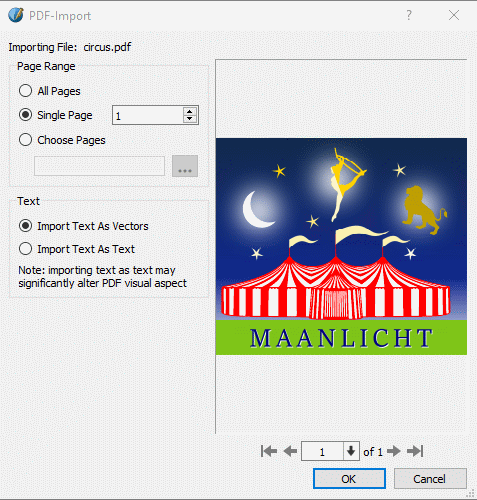 PDF-Import
Importing File: circus.pdf
Page Range
All Pages
Single Page 1
Choose Pages
...
Text
Import Text As Vectors
Import Text As Text
Note: importing text as text may
significantly alter PDF visual aspect
MAANLICHT
1 of 1
OK Cancel